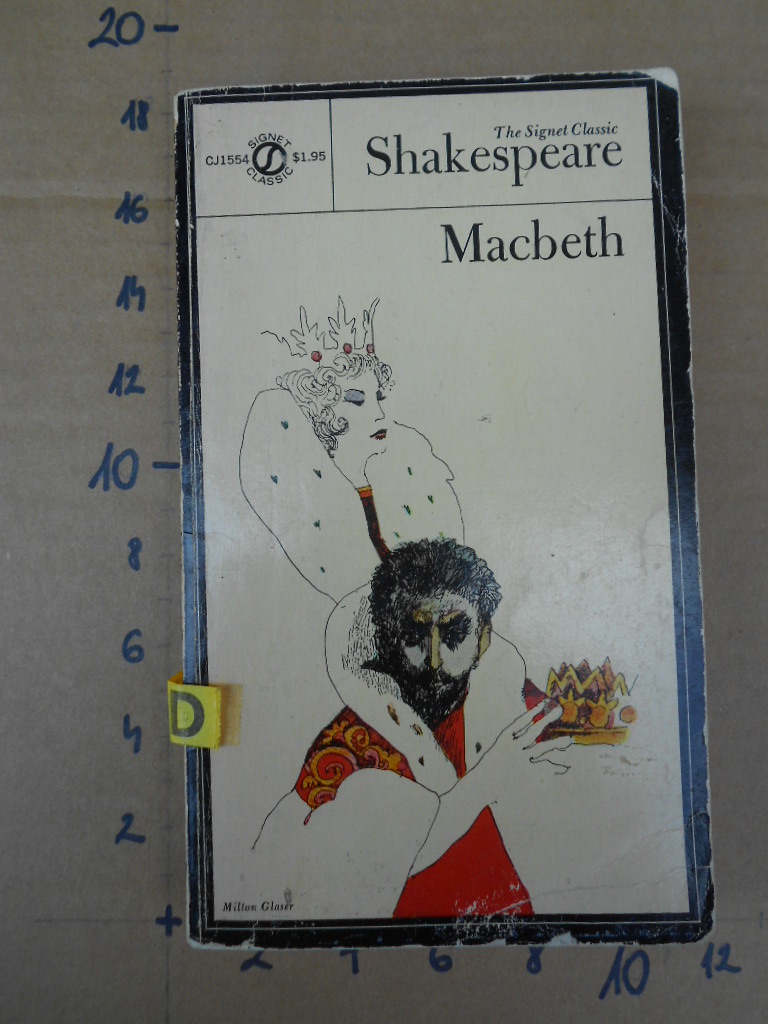 20
18
16
14
12
10
8
6
4
2
2 4 6 8 10 12
CJ1554 SIGNET CLASSIC $1.95
The Signet Classic
Shakespeare
Macbeth
D
Milton Glaser